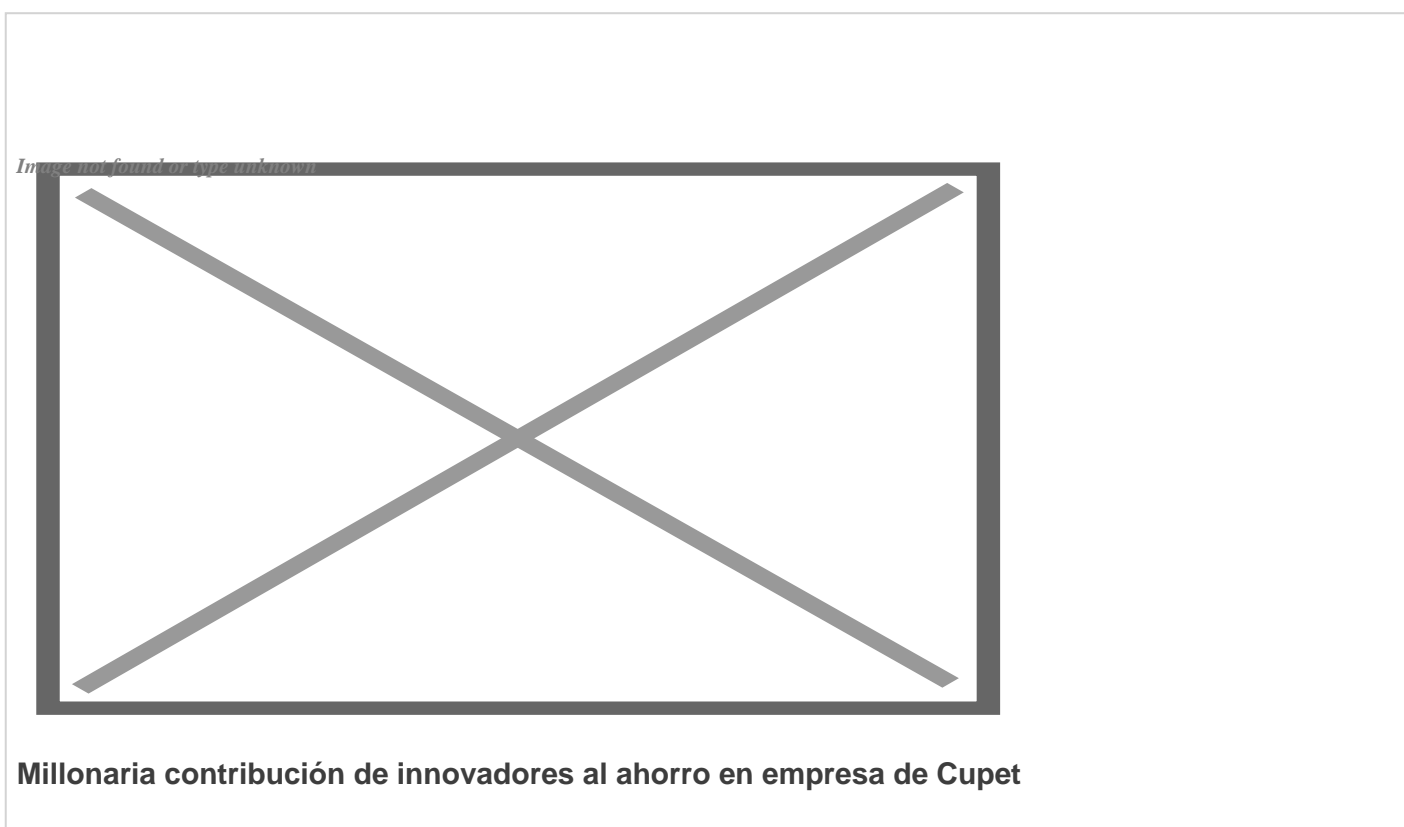 Image not found or type unknown
Millonaria contribución de innovadores al ahorro en empresa de Cupet